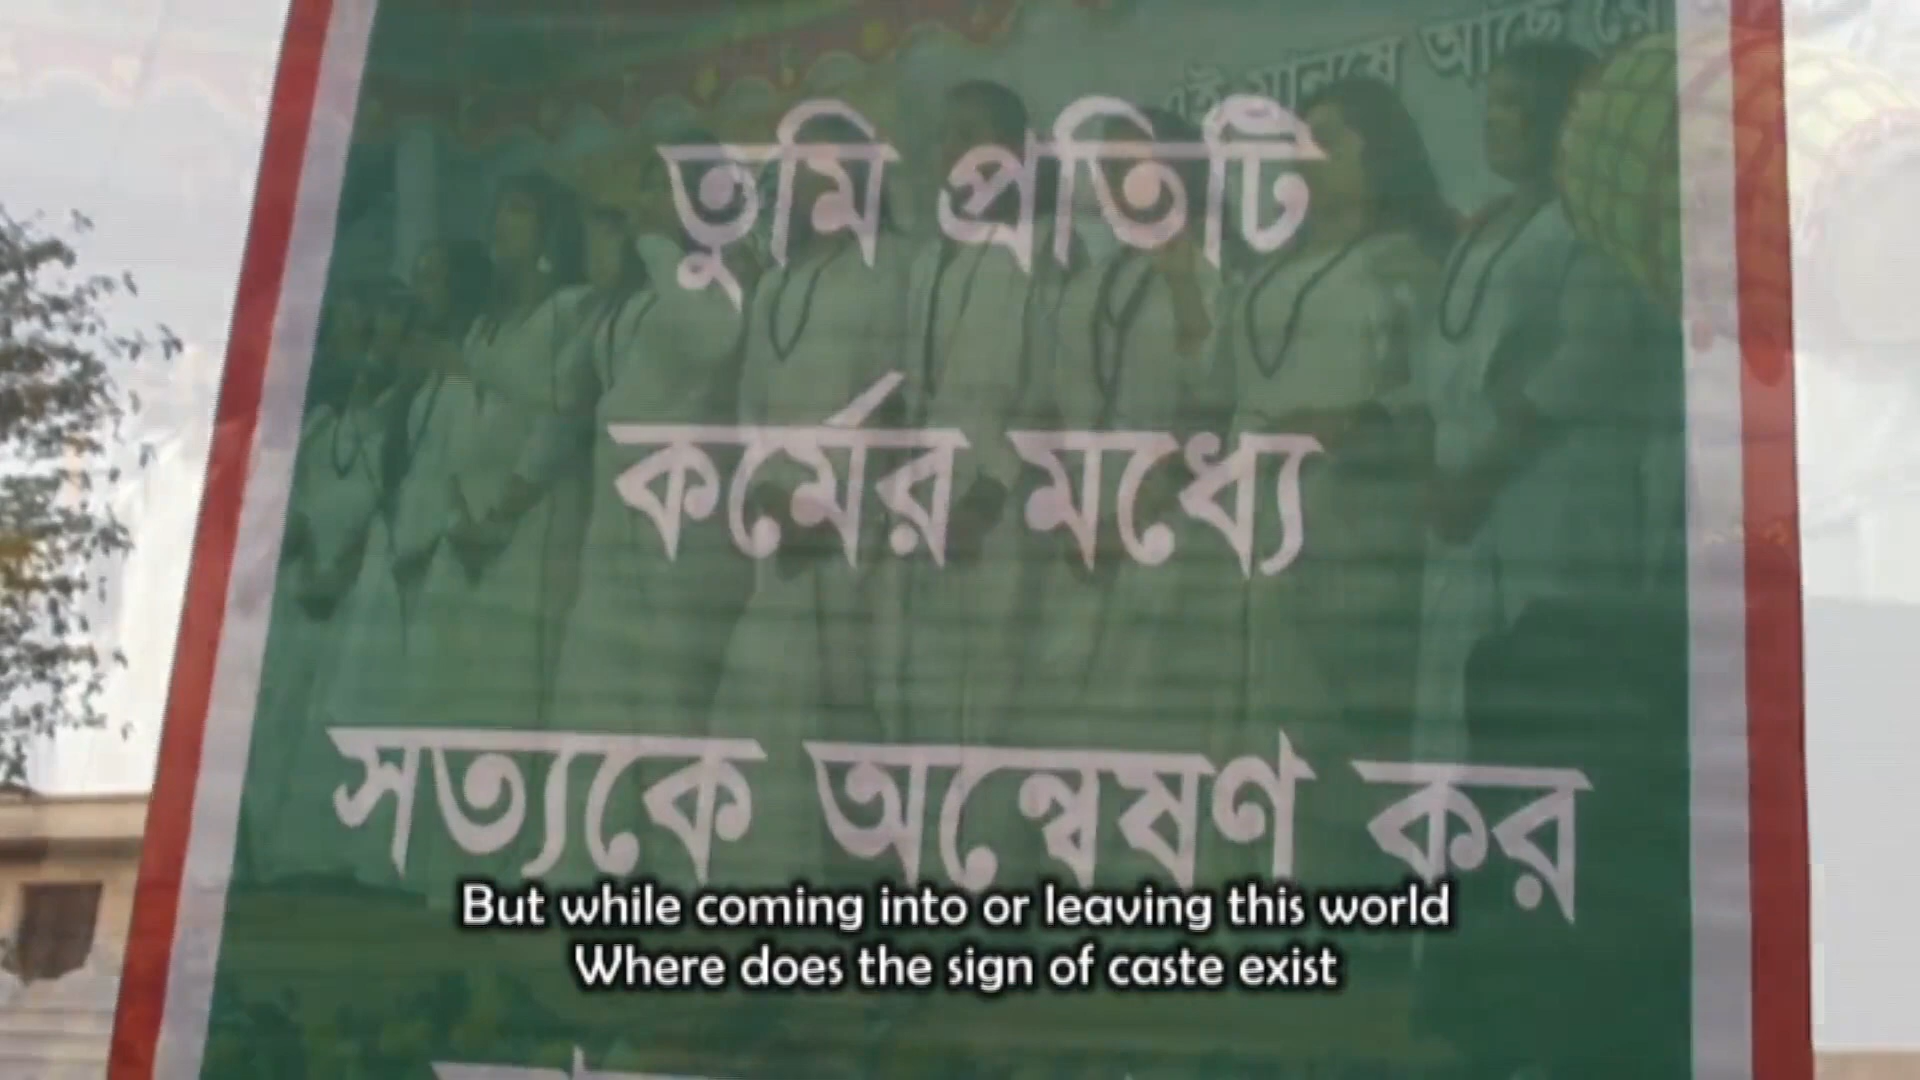 মানুষে আছে
তুমি প্রতিটি
কর্মের মধ্যে
সত্যকে অন্বেষণ কর
But while coming into or leaving this world
Where does the sign of caste exist